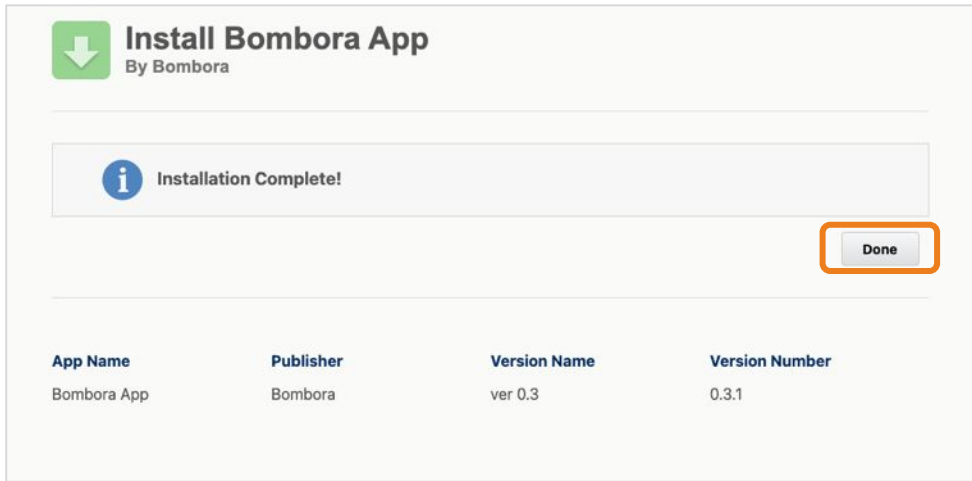 Install Bombora App
By Bombora
Installation Complete!
Done
App Name Publisher Version Name Version Number
Bombora App Bombora ver 0.3 0.3.1